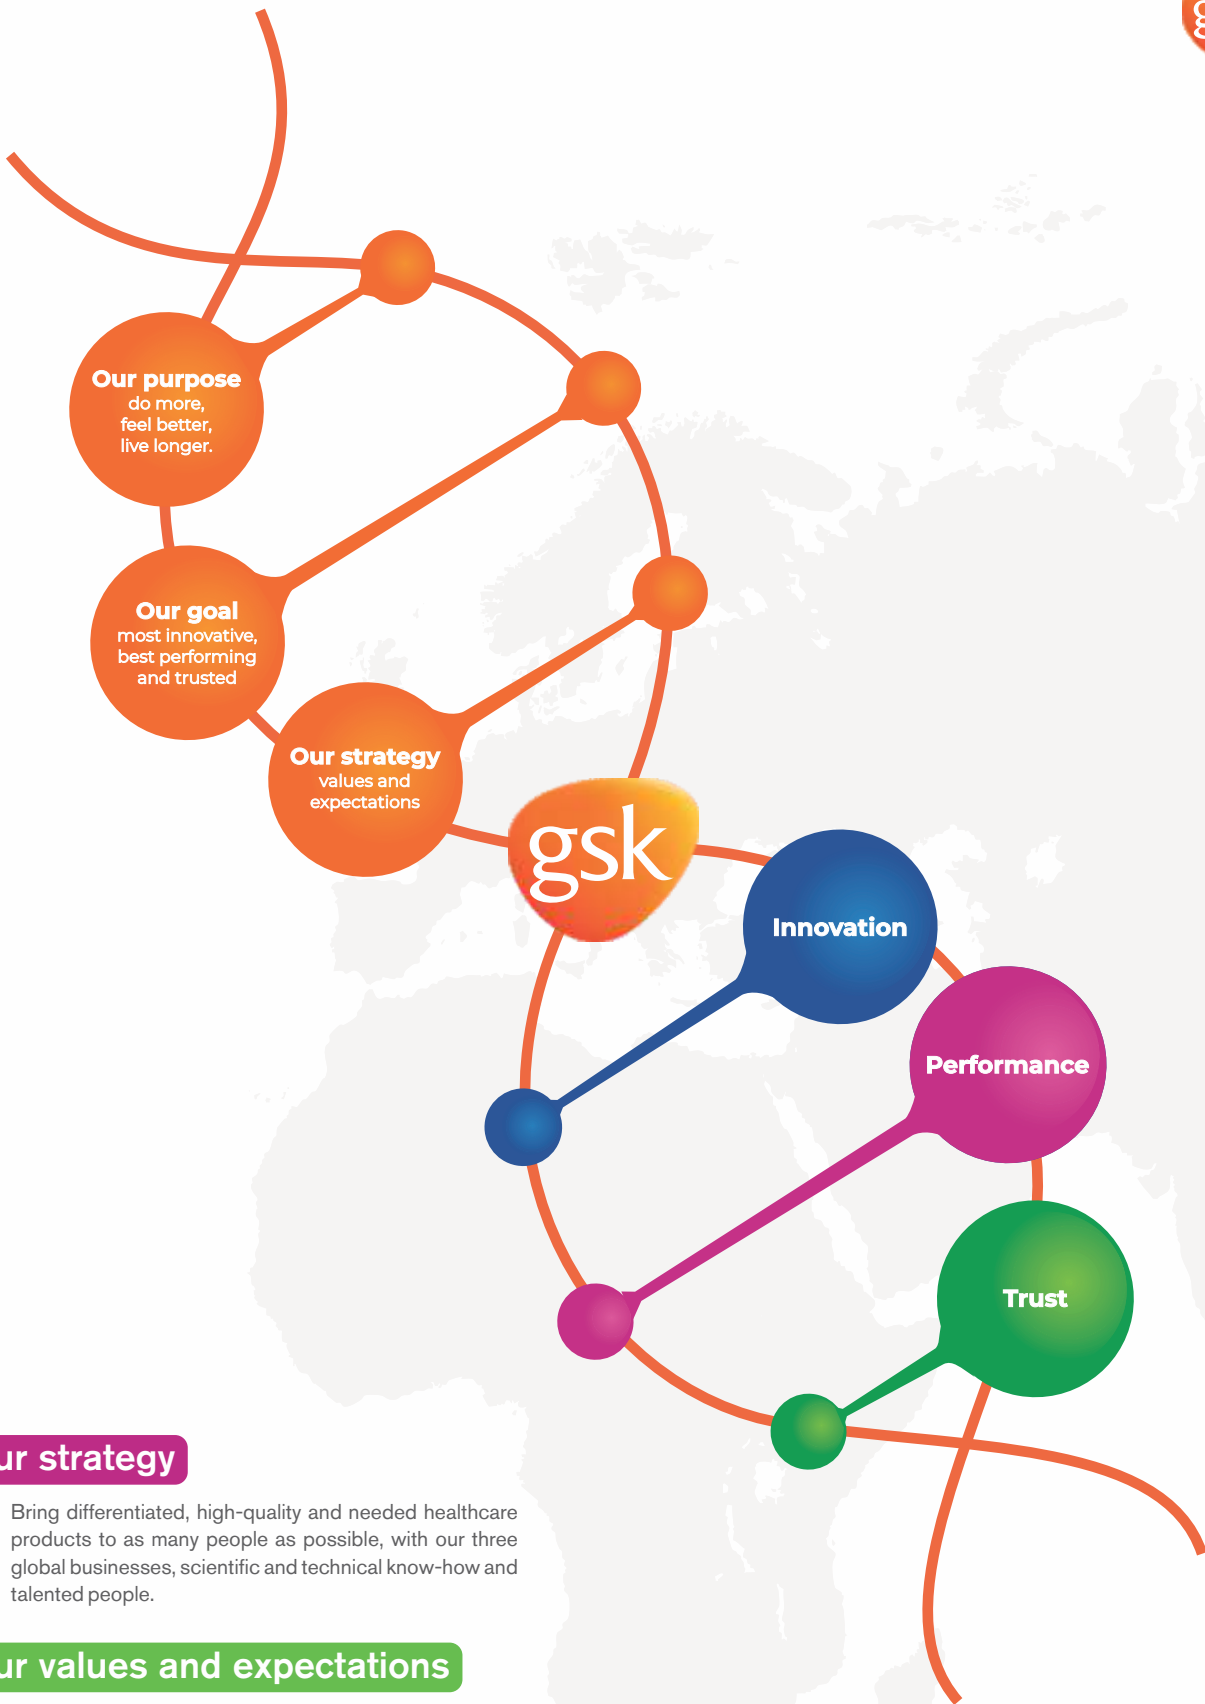 Our purpose
do more,
feel better,
live longer.
Our goal
most innovative,
best performing
and trusted
Our strategy
values and
expectations
gsk
Innovation
Performance
Trust
ur strategy
Bring differentiated, high-quality and needed healthcare
products to as many people as possible, with our three
global businesses, scientific and technical know-how and
talented people.
ur values and expectations